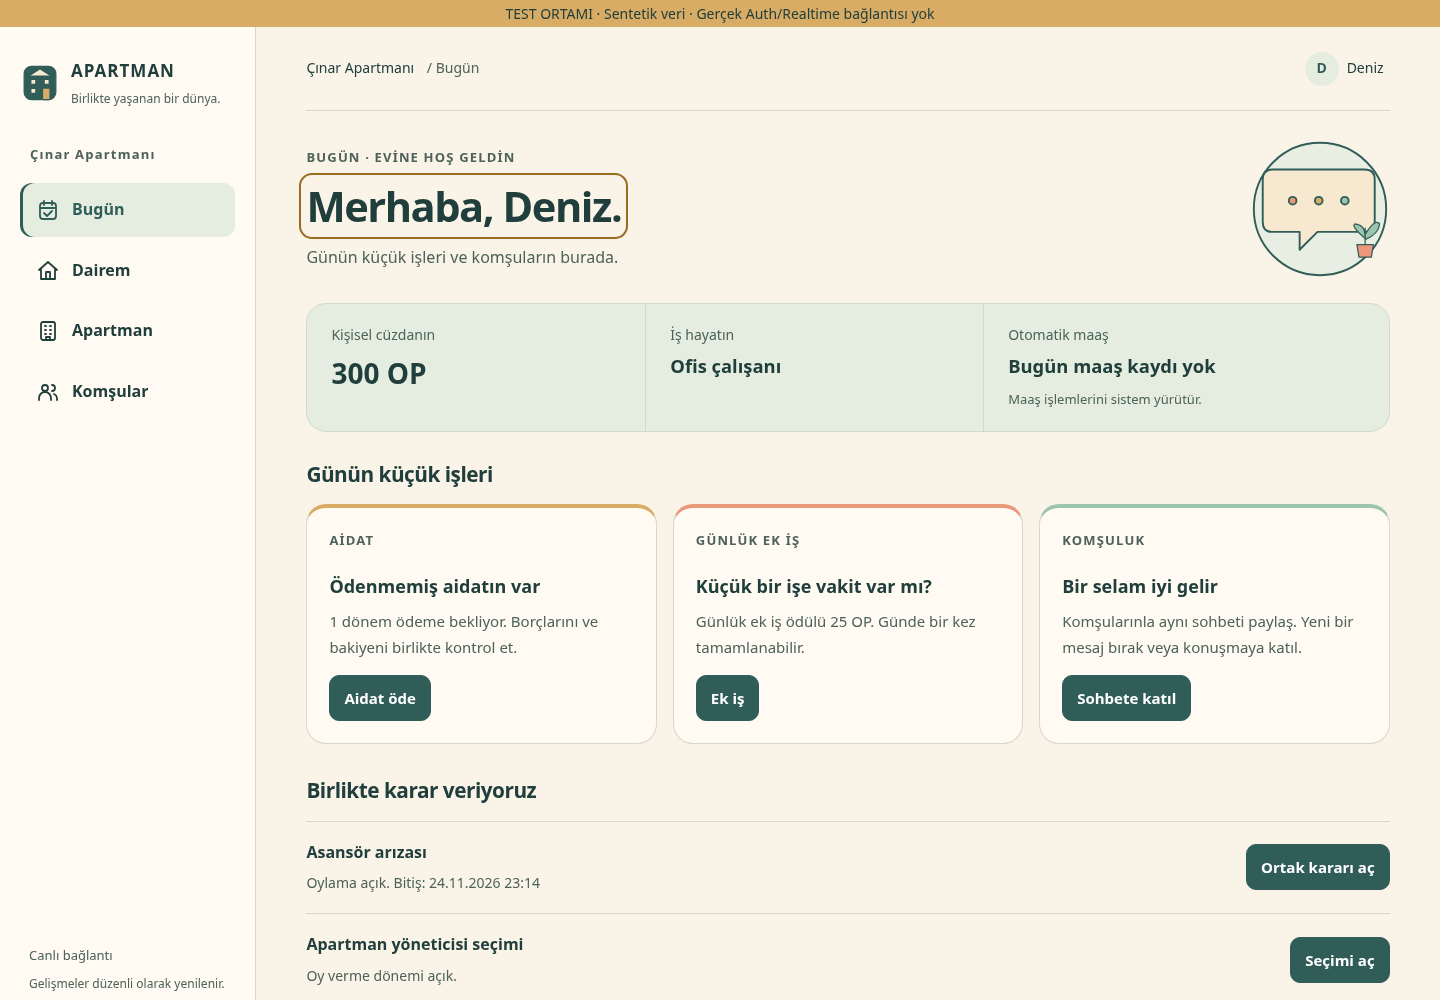 TEST ORTAMI · Sentetik veri · Gerçek Auth/Realtime bağlantısı yok
APARTMAN
Birlikte yaşanan bir dünya.
Çınar Apartmanı
Bugün
Dairem
Apartman
Komşular
Canlı bağlantı
Gelişmeler düzenli olarak yenilenir.
Çınar Apartmanı / Bugün
D Deniz
BUGÜN · EVİNE HOŞ GELDİN
Merhaba, Deniz.
Günün küçük işleri ve komşuların burada.
Kişisel cüzdanın
300 OP
İş hayatın
Ofis çalışanı
Otomatik maaş
Bugün maaş kaydı yok
Maaş işlemlerini sistem yürütür.
Günün küçük işleri
AİDAT
Ödenmemiş aidatın var
1 dönem ödeme bekliyor. Borçlarını ve
bakiyeni birlikte kontrol et.
Aidat öde
GÜNLÜK EK İŞ
Küçük bir işe vakit var mı?
Günlük ek iş ödülü 25 OP. Günde bir kez
tamamlanabilir.
Ek iş
KOMŞULUK
Bir selam iyi gelir
Komşularınla aynı sohbeti paylaş. Yeni bir
mesaj bırak veya konuşmaya katıl.
Sohbete katıl
Birlikte karar veriyoruz
Asansör arızası
Oylama açık. Bitiş: 24.11.2026 23:14
Ortak kararı aç
Apartman yöneticisi seçimi
Oy verme dönemi açık.
Seçimi aç